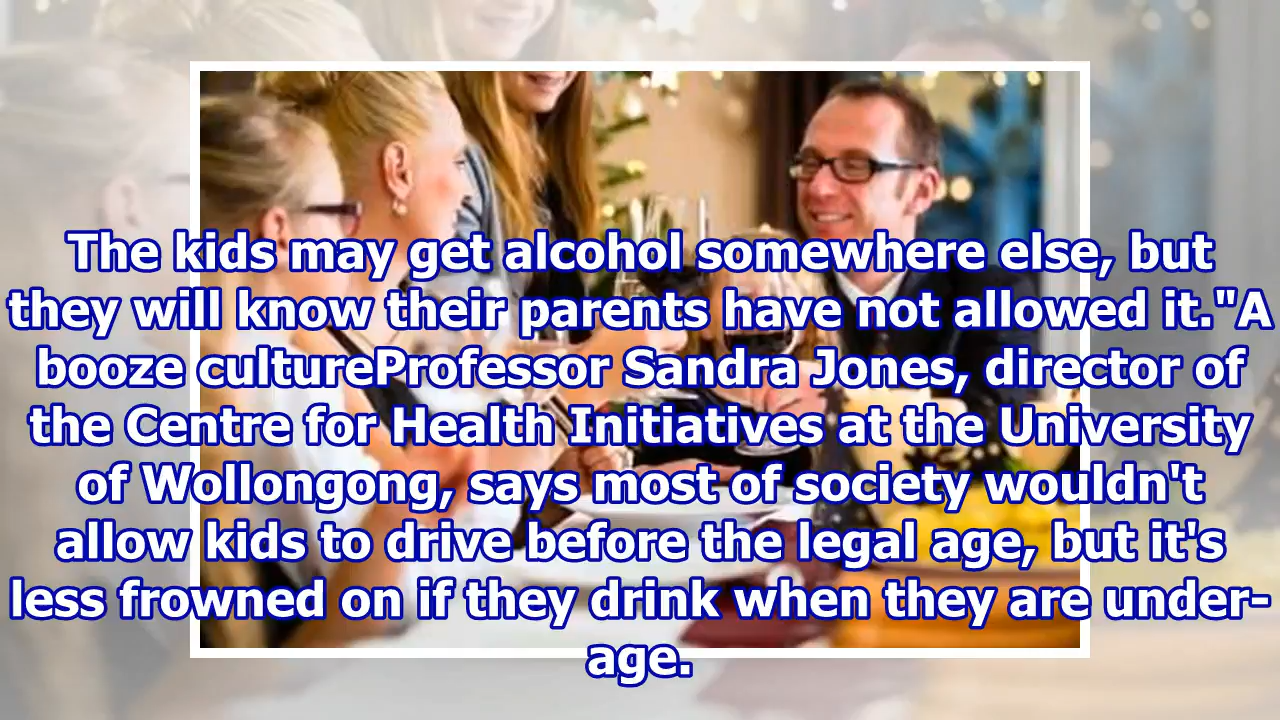 The kids may get alcohol somewhere else, but
they will know their parents have not allowed it."A
booze cultureProfessor Sandra Jones, director of
the Centre for Health Initiatives at the University
of Wollongong, says most of society wouldn't
allow kids to drive before the legal age, but it's
less frowned on if they drink when they are under-
age.